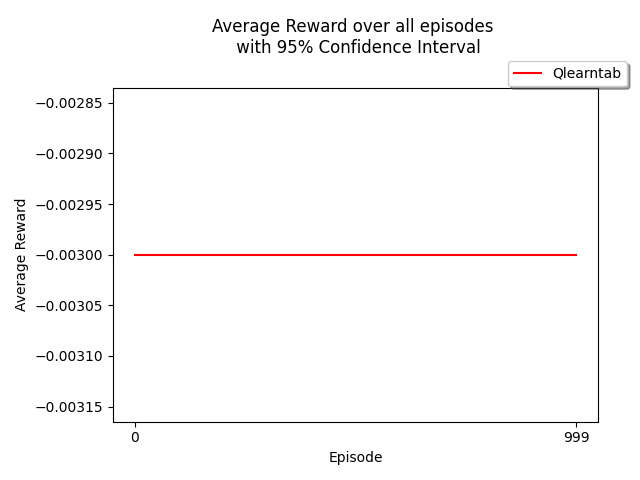 Average Reward over all episodes
with 95% Confidence Interval
Qlearntab
−0.00285
−0.00290
−0.00295
−0.00300
−0.00305
−0.00310
−0.00315
Average Reward
0
999
Episode